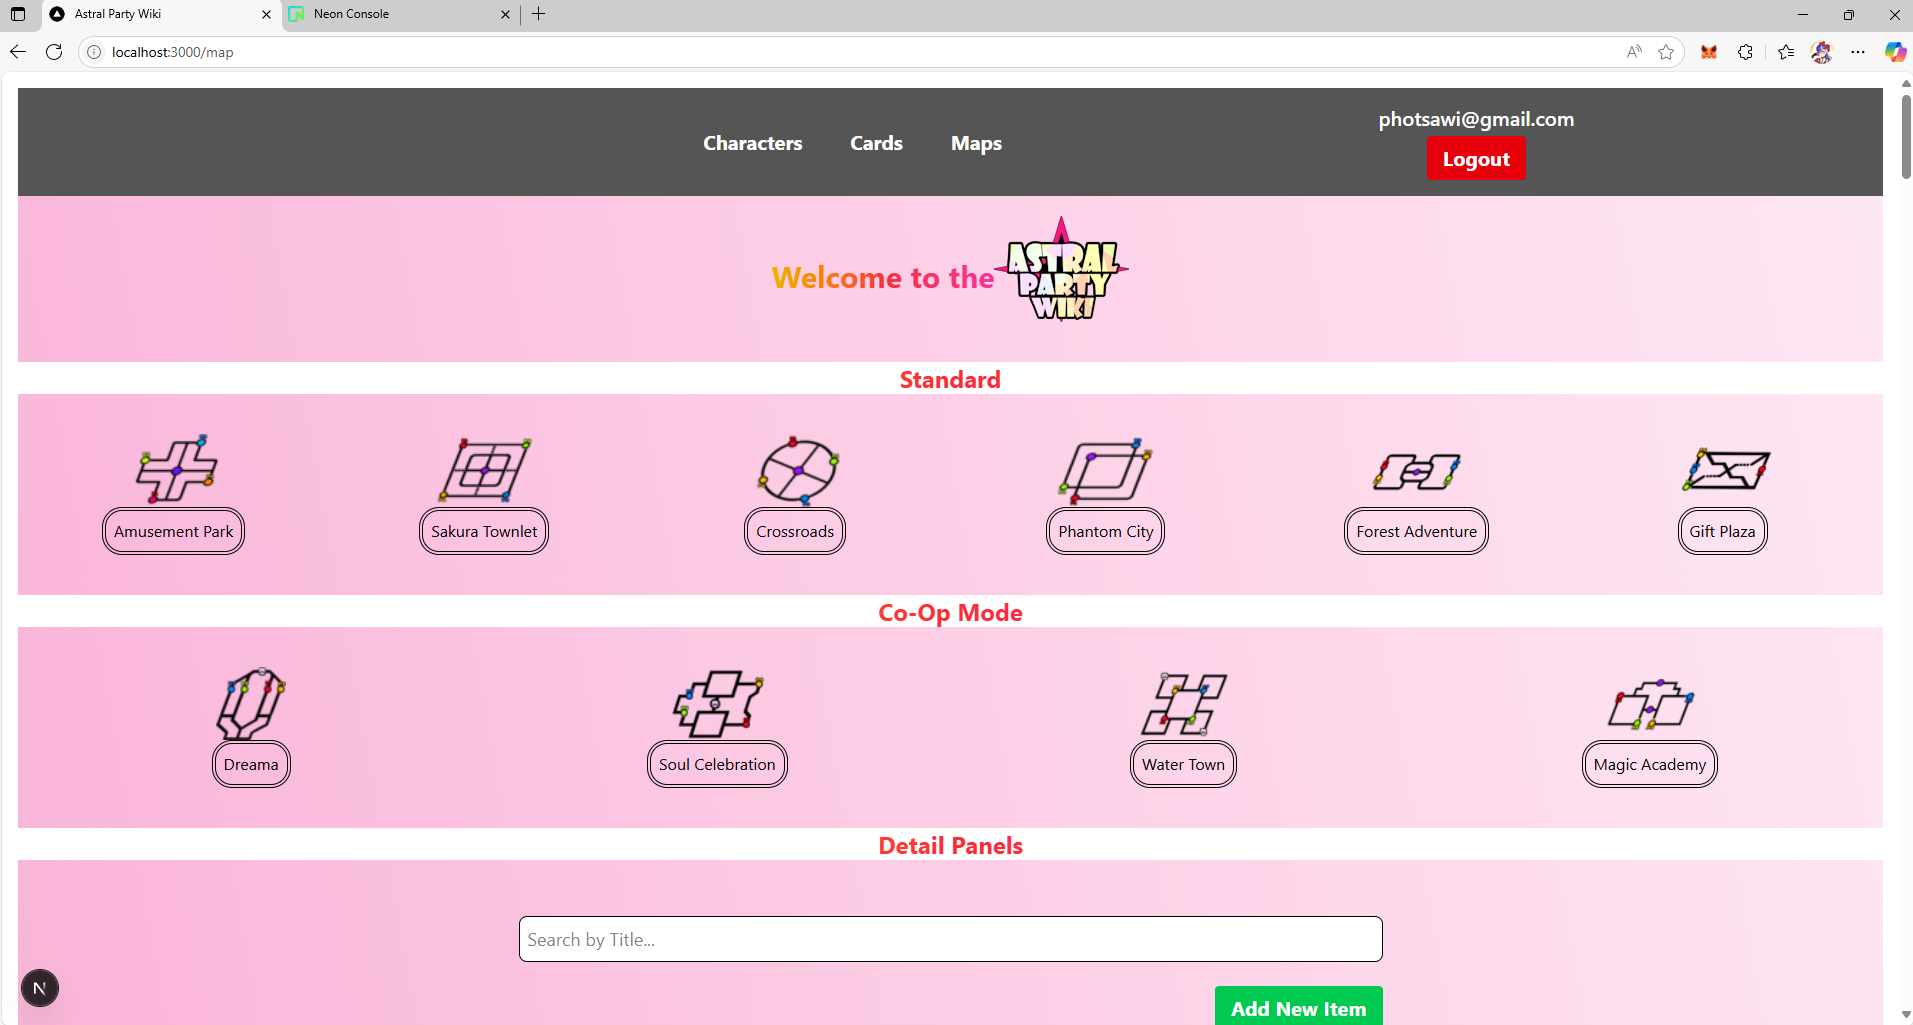 Astral Party Wiki
Neon Console
localhost:3000/map
Characters
Cards
Maps
photsawi@gmail.com
Logout
Welcome to the
ASTRAL
PARTY
WIKI
Standard
Amusement Park
Sakura Townlet
Crossroads
Phantom City
Forest Adventure
Gift Plaza
Co-Op Mode
Dreama
Soul Celebration
Water Town
Magic Academy
Detail Panels
Search by Title...
N
Add New Item